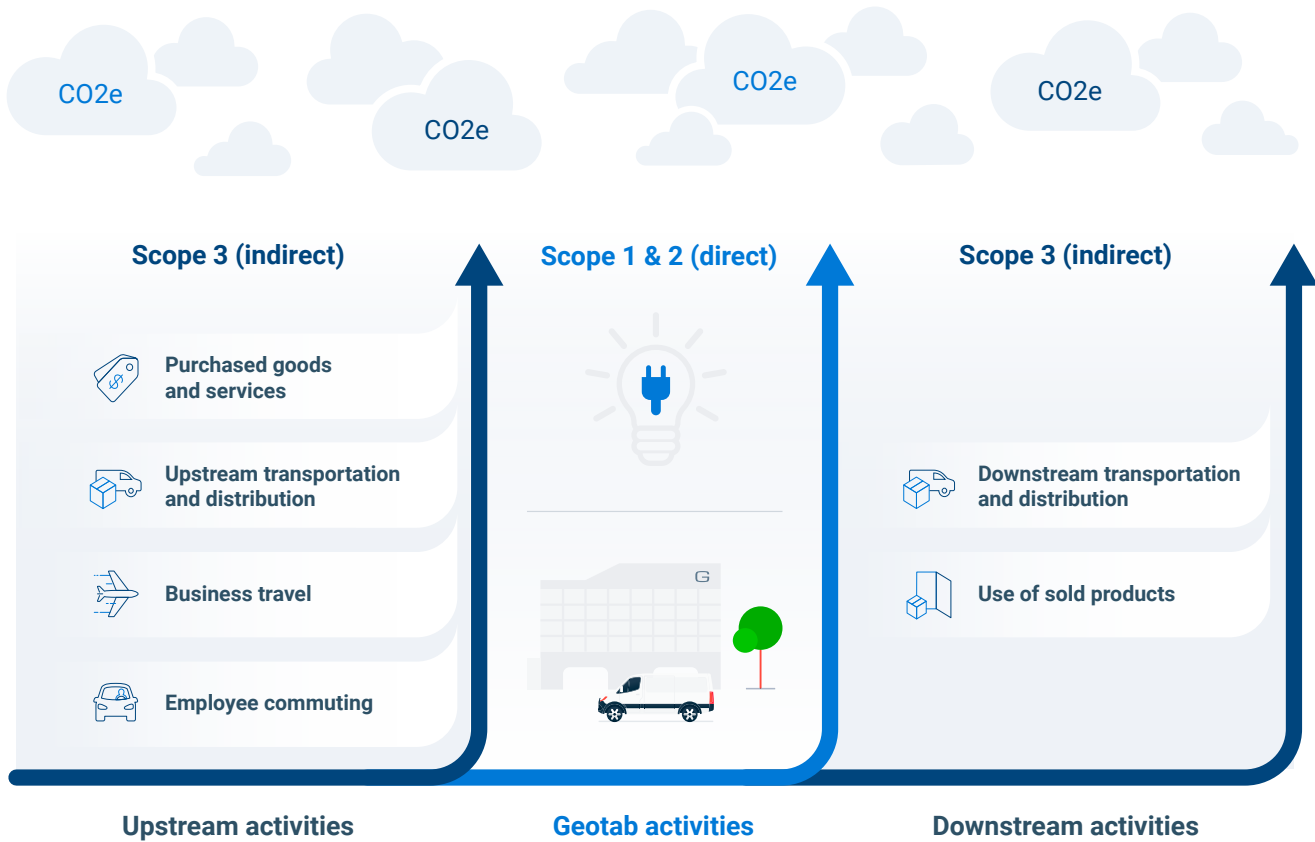 CO2e
CO2e
CO2e
CO2e
Scope 3 (indirect)
Scope 1 & 2 (direct)
Scope 3 (indirect)
Purchased goods
and services
Upstream transportation
and distribution
Business travel
Employee commuting
G
Downstream transportation
and distribution
Use of sold products
Upstream activities
Geotab activities
Downstream activities